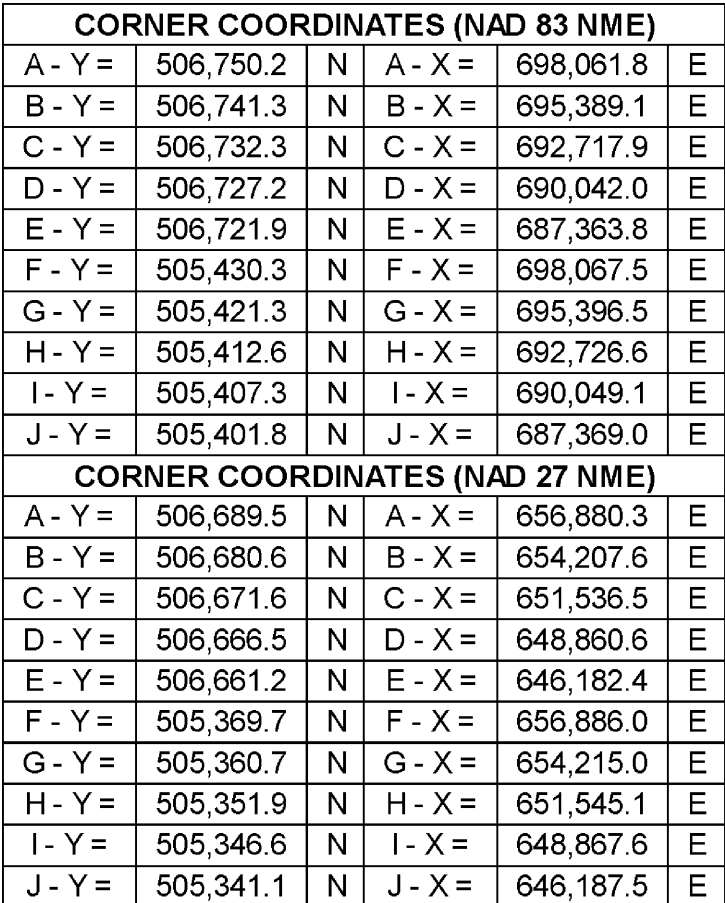 CORNER COORDINATES (NAD 83 NME)
A - Y = 506,750.2 N A - X = 698,061.8 E
B - Y = 506,741.3 N B - X = 695,389.1 E
C - Y = 506,732.3 N C - X = 692,717.9 E
D - Y = 506,727.2 N D - X = 690,042.0 E
E - Y = 506,721.9 N E - X = 687,363.8 E
F - Y = 505,430.3 N F - X = 698,067.5 E
G - Y = 505,421.3 N G - X = 695,396.5 E
H - Y = 505,412.6 N H - X = 692,726.6 E
I - Y = 505,407.3 N I - X = 690,049.1 E
J - Y = 505,401.8 N J - X = 687,369.0 E
CORNER COORDINATES (NAD 27 NME)
A - Y = 506,689.5 N A - X = 656,880.3 E
B - Y = 506,680.6 N B - X = 654,207.6 E
C - Y = 506,671.6 N C - X = 651,536.5 E
D - Y = 506,666.5 N D - X = 648,860.6 E
E - Y = 506,661.2 N E - X = 646,182.4 E
F - Y = 505,369.7 N F - X = 656,886.0 E
G - Y = 505,360.7 N G - X = 654,215.0 E
H - Y = 505,351.9 N H - X = 651,545.1 E
I - Y = 505,346.6 N I - X = 648,867.6 E
J - Y = 505,341.1 N J - X = 646,187.5 E